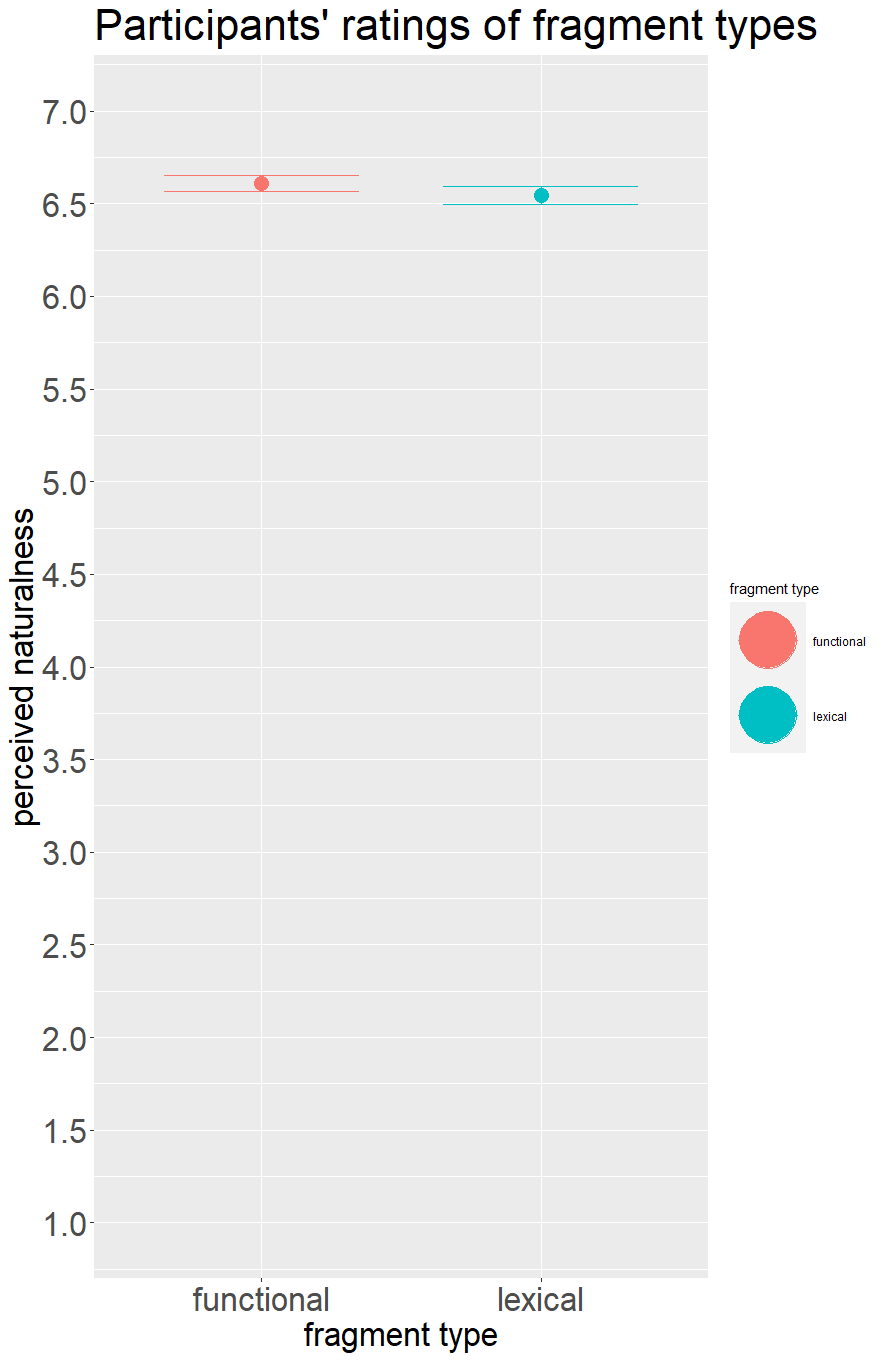 Participants' ratings of fragment types
7.0
6.5
6.0
5.5
5.0
4.5
4.0
3.5
3.0
2.5
2.0
1.5
1.0
perceived naturalness
functional lexical
fragment type
fragment type
functional
lexical